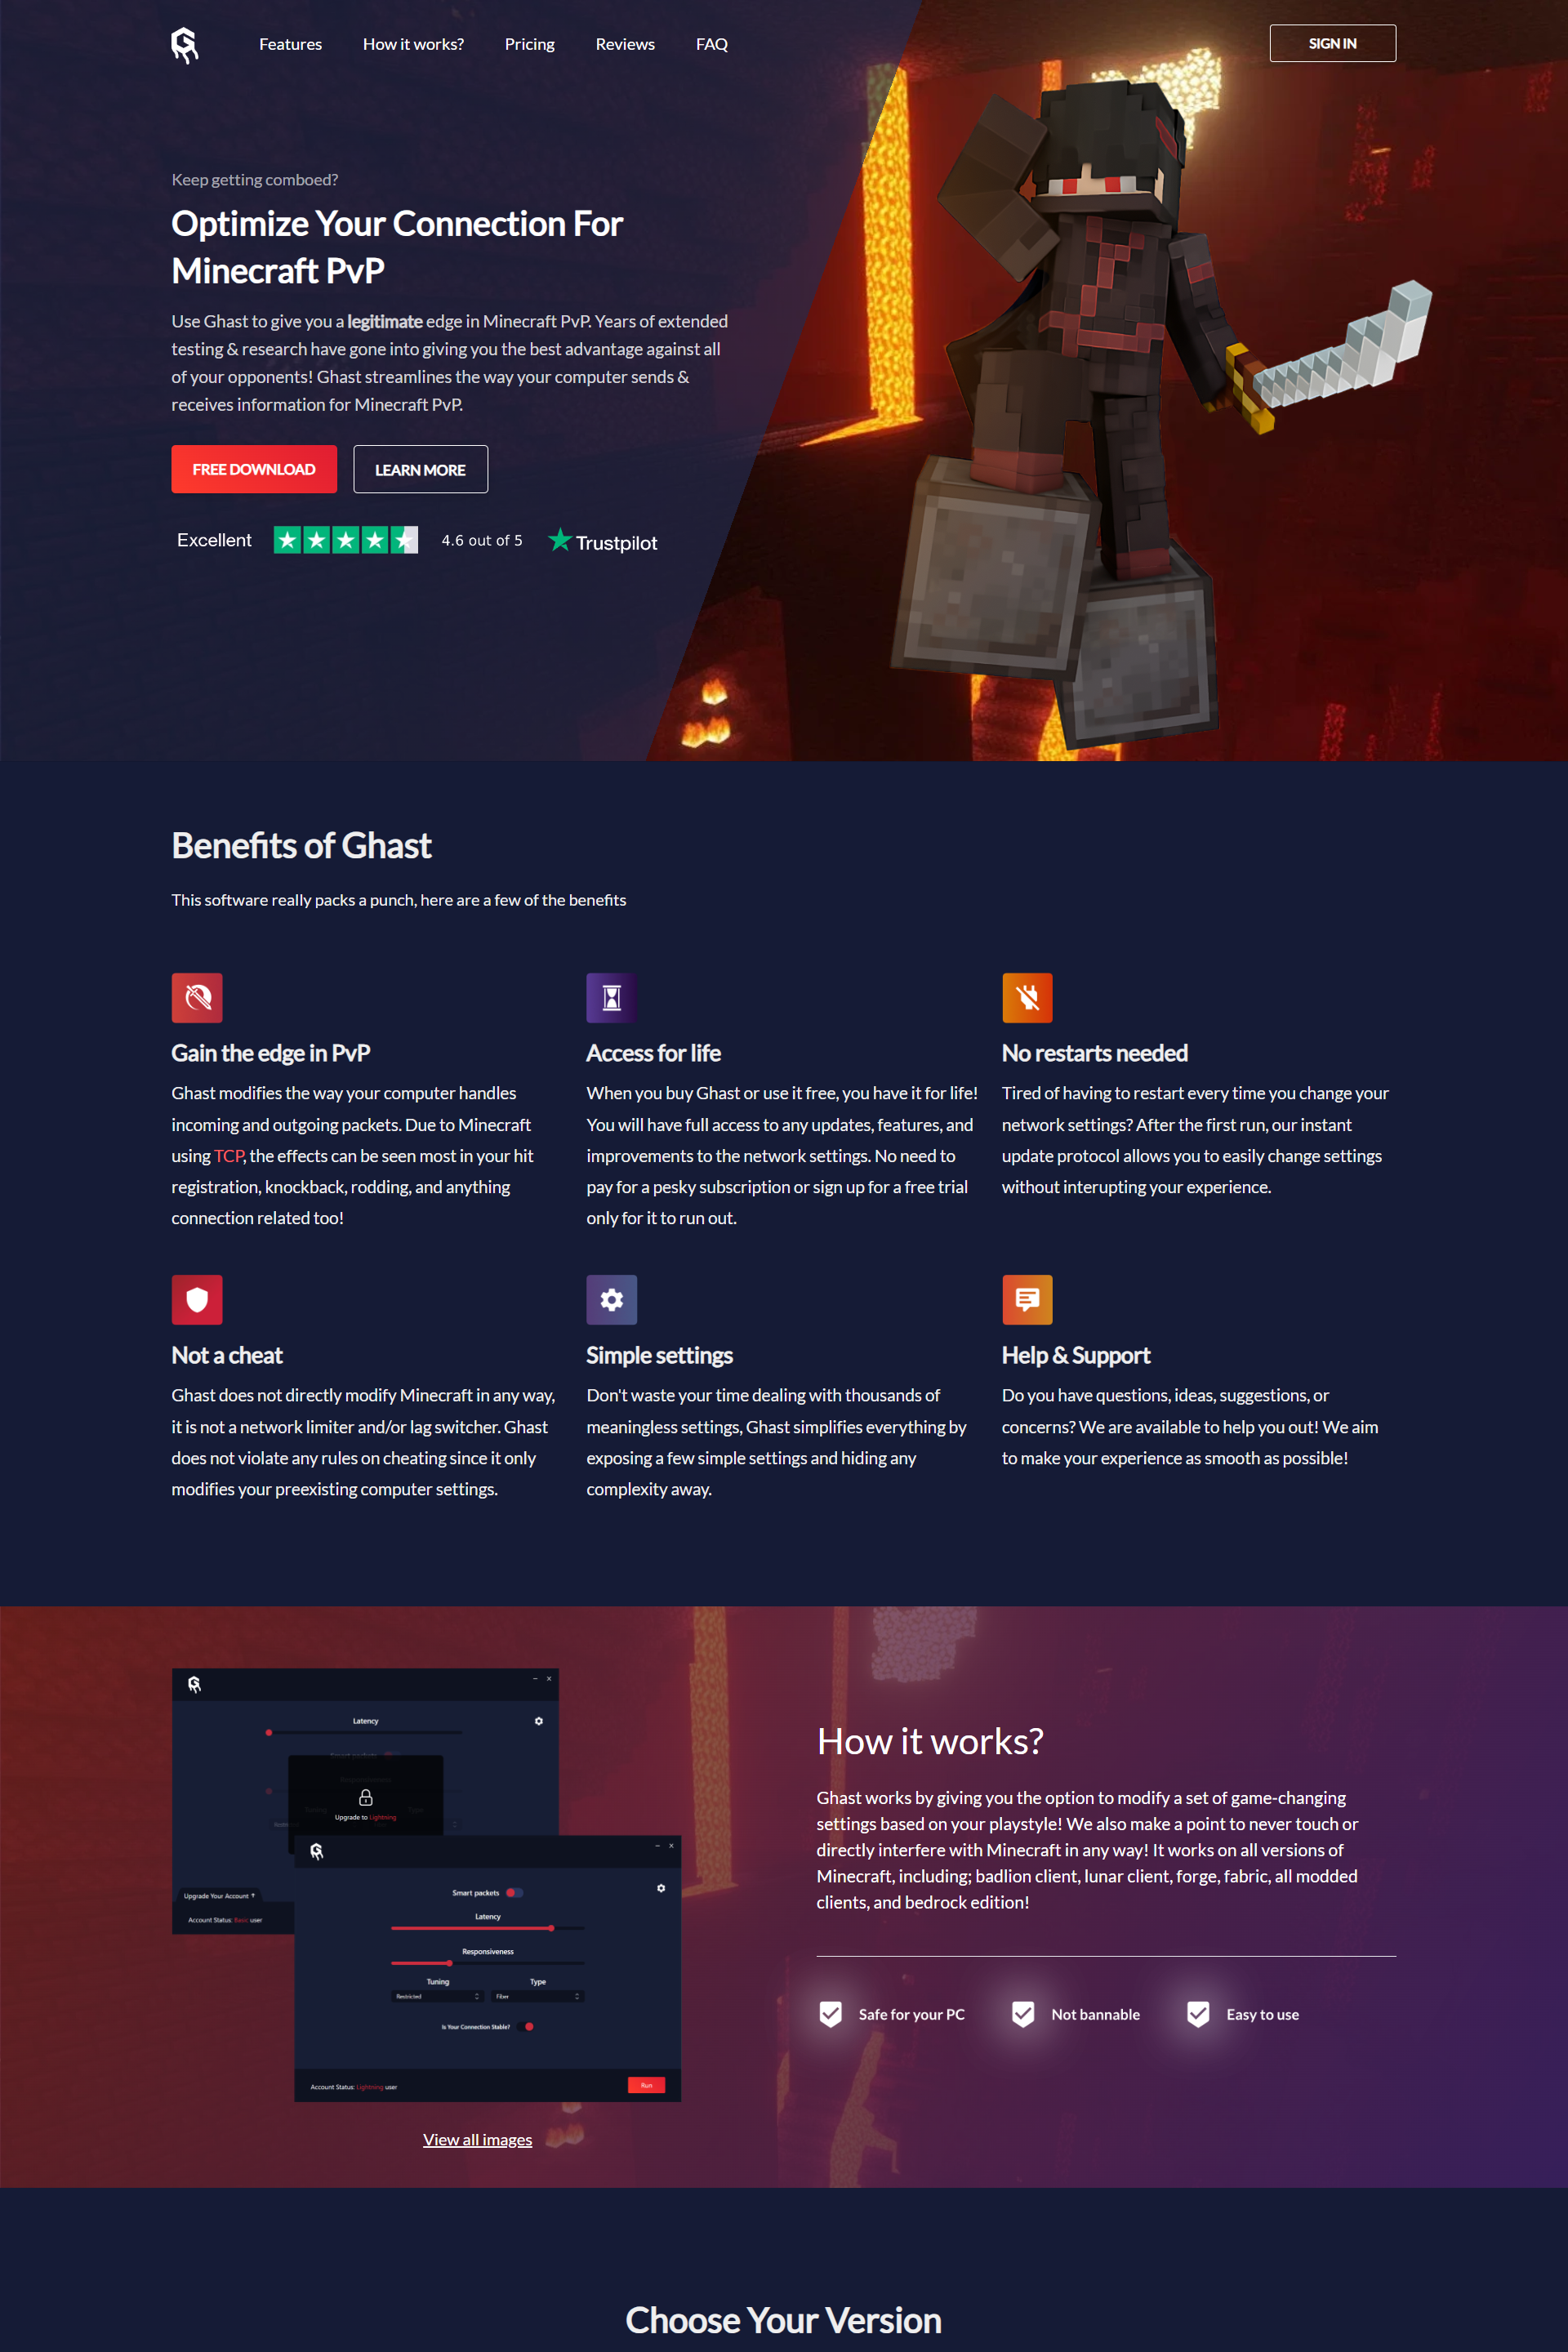 Features
How it works?
Pricing
Reviews
FAQ
SIGN IN
Keep getting comboed?
Optimize Your Connection For
Minecraft PvP
Use Ghast to give you a legitimate edge in Minecraft PvP. Years of extended
testing & research have gone into giving you the best advantage against all
of your opponents! Ghast streamlines the way your computer sends &
receives information for Minecraft PvP.
FREE DOWNLOAD
LEARN MORE
Excellent
4.6 out of 5
Trustpilot
Benefits of Ghast
This software really packs a punch, here are a few of the benefits
Gain the edge in PvP
Ghast modifies the way your computer handles
incoming and outgoing packets. Due to Minecraft
using TCP, the effects can be seen most in your hit
registration, knockback, rodding, and anything
connection related too!
Access for life
When you buy Ghast or use it free, you have it for life!
You will have full access to any updates, features, and
improvements to the network settings. No need to
pay for a pesky subscription or sign up for a free trial
only for it to run out.
No restarts needed
Tired of having to restart every time you change your
network settings? After the first run, our instant
update protocol allows you to easily change settings
without interupting your experience.
Not a cheat
Ghast does not directly modify Minecraft in any way,
it is not a network limiter and/or lag switcher. Ghast
does not violate any rules on cheating since it only
modifies your preexisting computer settings.
Simple settings
Don't waste your time dealing with thousands of
meaningless settings, Ghast simplifies everything by
exposing a few simple settings and hiding any
complexity away.
Help & Support
Do you have questions, ideas, suggestions, or
concerns? We are available to help you out! We aim
to make your experience as smooth as possible!
Latency
Smart packets
Upgrade to Lightning
Upgrade Your Account
Account Status: Basic user
Smart packets
Latency
Responsiveness
Tuning
Type
Restricted
Fiber
Is Your Connection Stable?
Account Status: Lightning user
Run
View all images
How it works?
Ghast works by giving you the option to modify a set of game-changing
settings based on your playstyle! We also make a point to never touch or
directly interfere with Minecraft in any way! It works on all versions of
Minecraft, including; badlion client, lunar client, forge, fabric, all modded
clients, and bedrock edition!
Safe for your PC
Not bannable
Easy to use
Choose Your Version